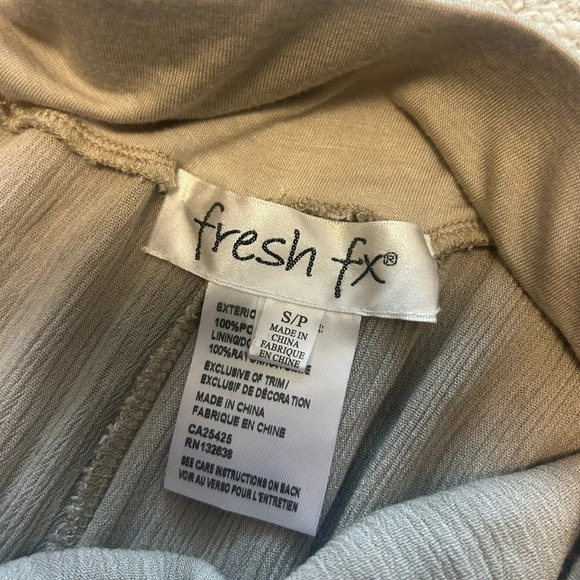 fresh fx®
S/P
MADE IN
CHINA
FABRIQUE
EN CHINE
EXCLUSIVE OF TRIM/
EXCLUSIF DE DÉCORATION
MADE IN CHINA
FABRIQUE EN CHINE
CA25425
RN132638
SEE CARE INSTRUCTIONS ON BACK
VOIR AU VERSO POUR L'ENTRETIEN